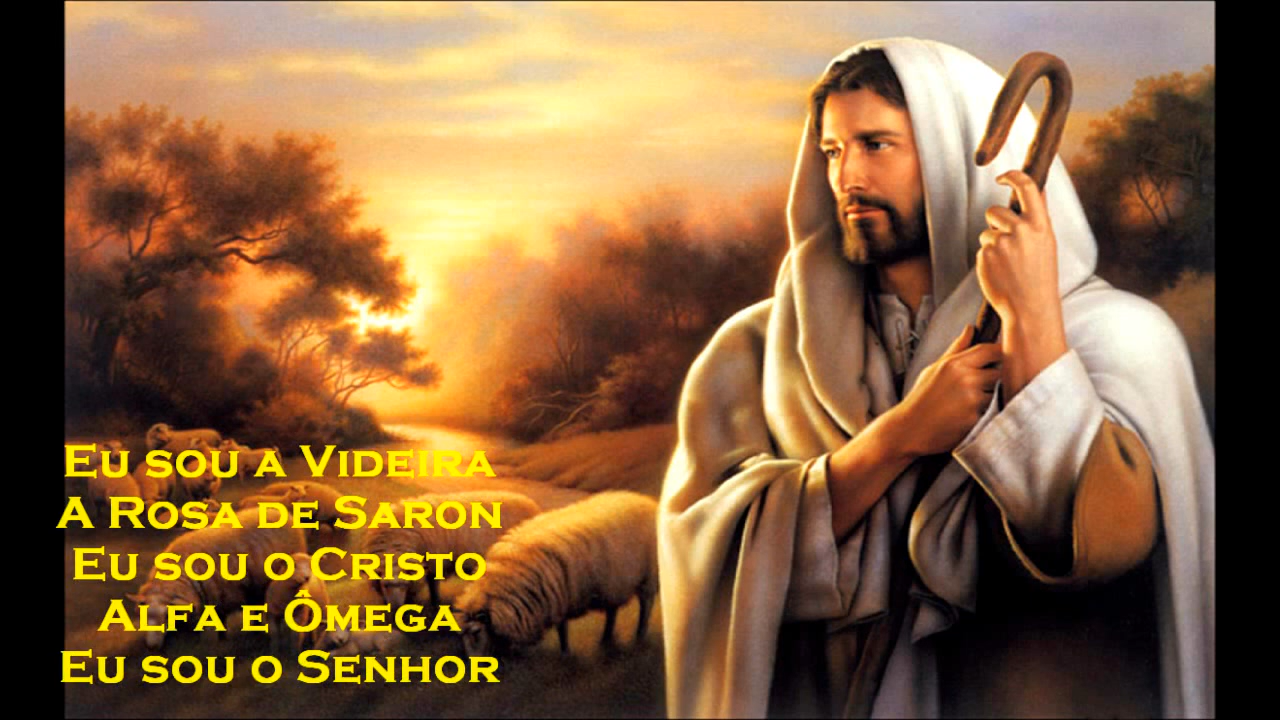 Eu sou a Videira
A Rosa de Saron
Eu sou o Cristo
Alfa e Ômega
Eu sou o Senhor